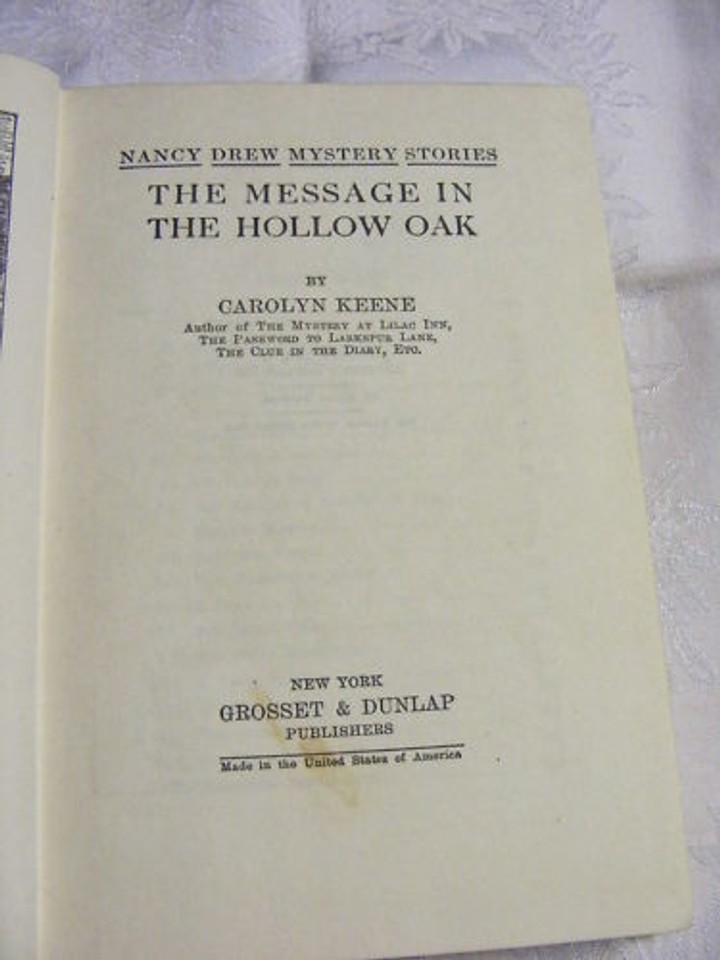 NANCY DREW MYSTERY STORIES
THE MESSAGE IN
THE HOLLOW OAK
BY
CAROLYN KEENE
Author of THE MYSTERY AT LILAC INN,
THE PASSWORD TO LARKSPUR LANE,
THE CLUE IN THE DIARY, ETC.
NEW YORK
GROSSET & DUNLAP
PUBLISHERS
Made in the United States of America